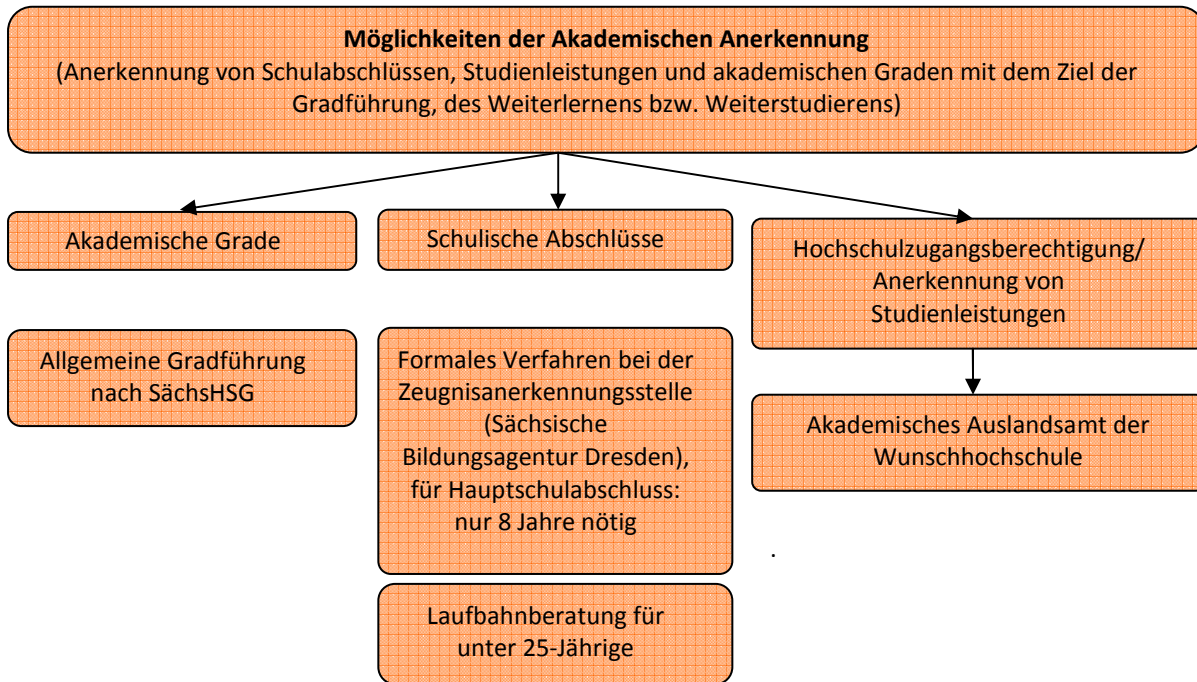 Möglichkeiten der Akademischen Anerkennung
(Anerkennung von Schulabschlüssen, Studienleistungen und akademischen Graden mit dem Ziel der
Gradführung, des Weiterlernens bzw. Weiterstudierens)
Akademische Grade
Schulische Abschlüsse
Hochschulzugangsberechtigung/
Anerkennung von
Studienleistungen
Allgemeine Gradführung
nach SächsHSG
Formales Verfahren bei der
Zeugnisanerkennungsstelle
(Sächsische
Bildungsagentur Dresden),
für Hauptschulabschluss:
nur 8 Jahre nötig
Akademisches Auslandsamt der
Wunschhochschule
.
Laufbahnberatung für
unter 25-Jährige